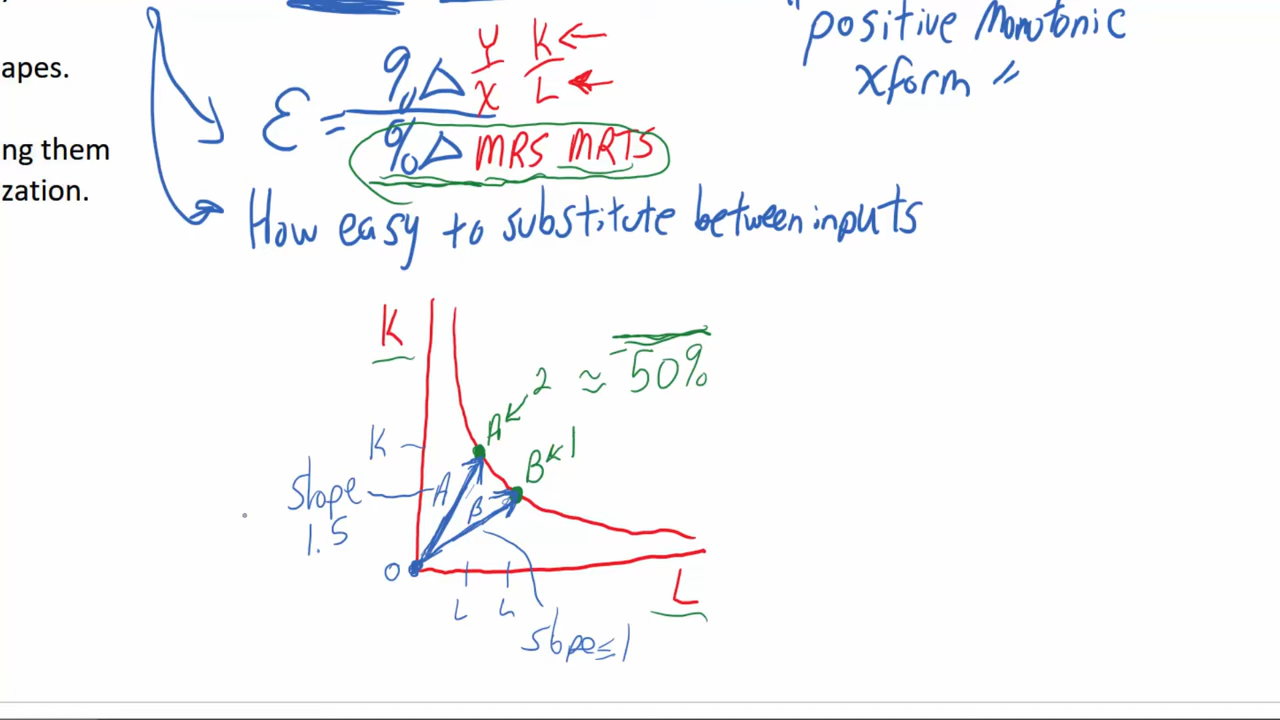 apes.
ng them
zation.
"positive Monotonic
xform "
ε = %Δ Y/X K/L
%Δ MRS MRTS
How easy to substitute between inputs
K
2 ≈ -50%
A
K
B 1
slope
1.5
A
B
O
L
L L
slope = 1